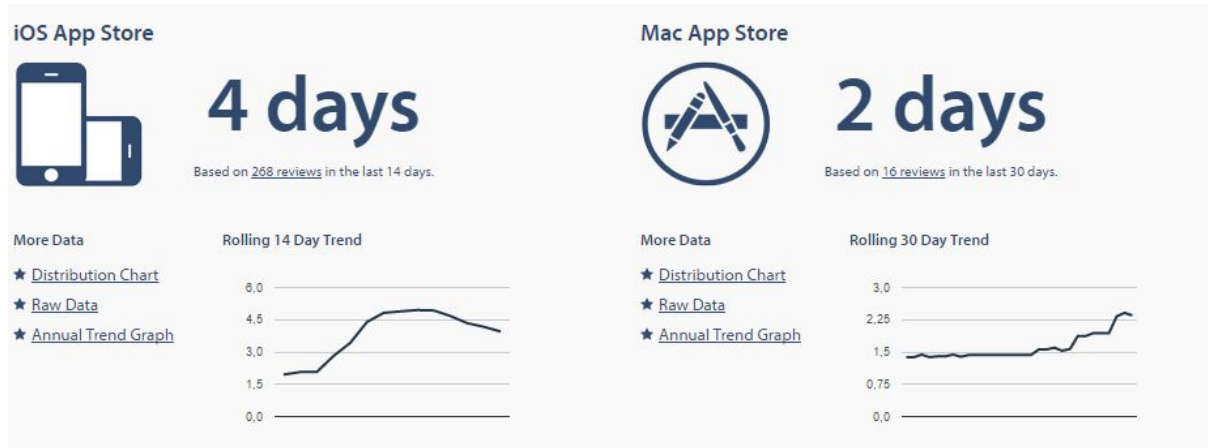 iOS App Store
4 days
Based on 268 reviews in the last 14 days.
More Data
★ Distribution Chart
★ Raw Data
★ Annual Trend Graph
Rolling 14 Day Trend
6,0
4,5
3,0
1,5
0,0
Mac App Store
2 days
Based on 16 reviews in the last 30 days.
More Data
★ Distribution Chart
★ Raw Data
★ Annual Trend Graph
Rolling 30 Day Trend
3,0
2,25
1,5
0,75
0,0